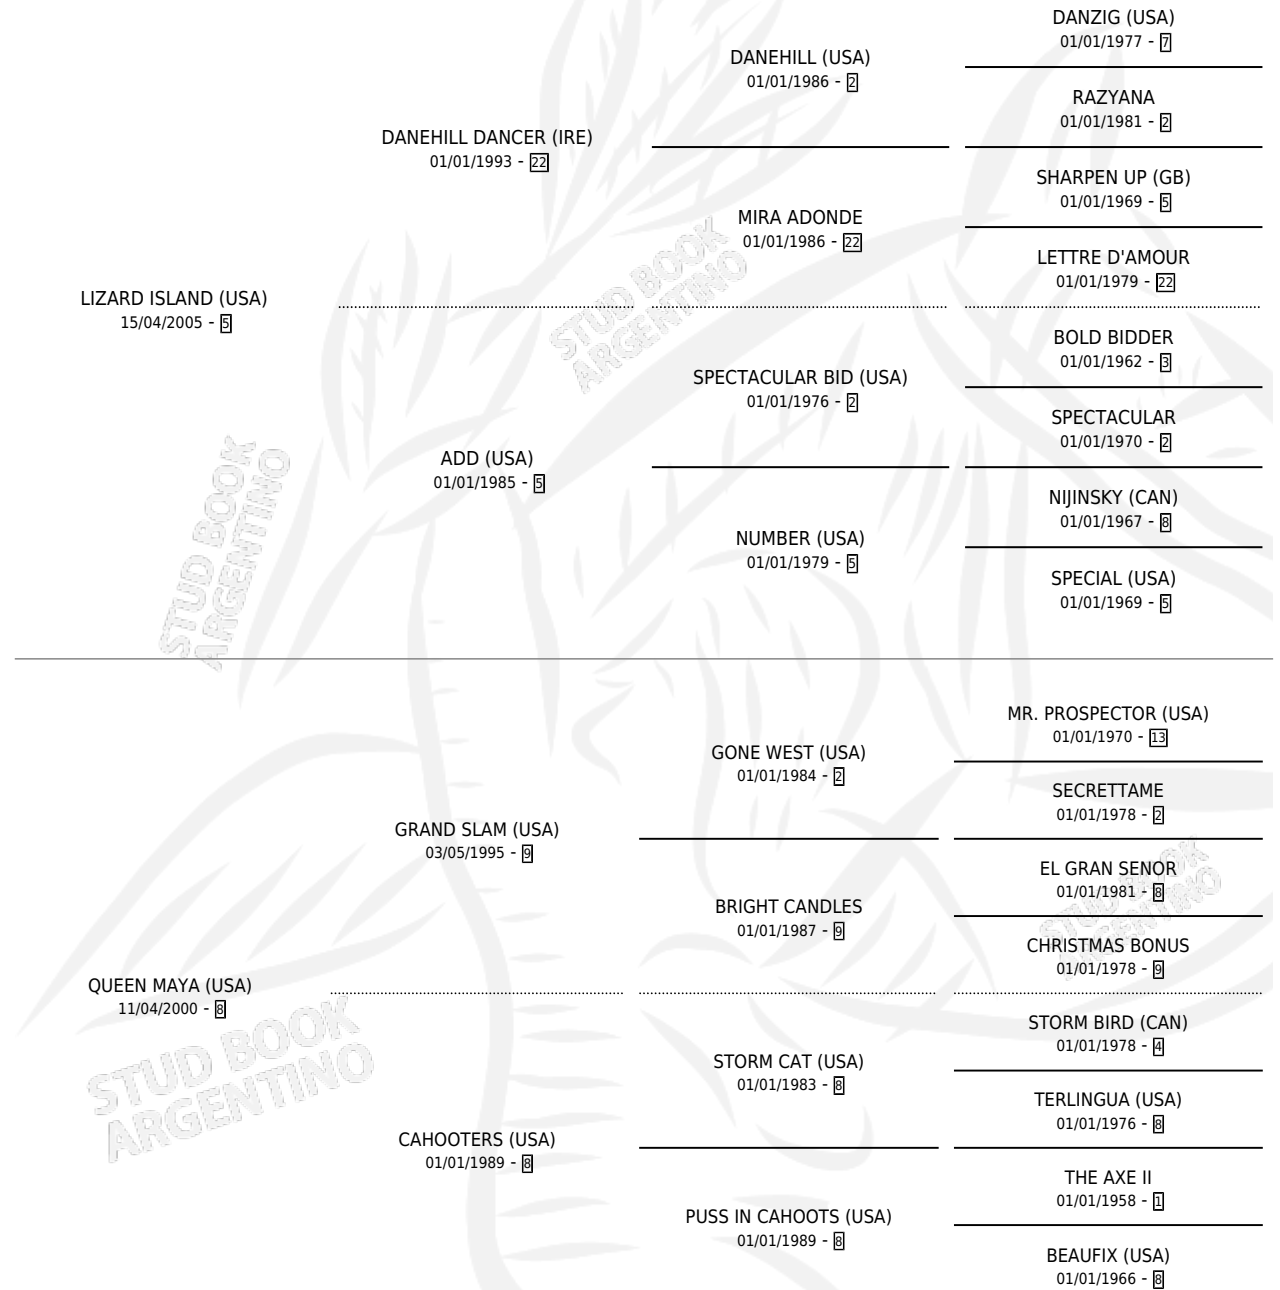 DANZIG (USA)
01/01/1977 - 7
DANEHILL (USA)
01/01/1986 - 2
RAZYANA
01/01/1981 - 2
DANEHILL DANCER (IRE)
01/01/1993 - 22
SHARPEN UP (GB)
01/01/1969 - 5
MIRA ADONDE
01/01/1986 - 22
LETTRE D'AMOUR
01/01/1979 - 22
LIZARD ISLAND (USA)
15/04/2005 - 5
BOLD BIDDER
01/01/1962 - 3
SPECTACULAR BID (USA)
01/01/1976 - 2
SPECTACULAR
01/01/1970 - 2
ADD (USA)
01/01/1985 - 5
NIJINSKY (CAN)
01/01/1967 - 8
NUMBER (USA)
01/01/1979 - 5
SPECIAL (USA)
01/01/1969 - 5
MR. PROSPECTOR (USA)
01/01/1970 - 13
GONE WEST (USA)
01/01/1984 - 2
SECRETTAME
01/01/1978 - 2
GRAND SLAM (USA)
03/05/1995 - 9
EL GRAN SENOR
01/01/1981 - 8
BRIGHT CANDLES
01/01/1987 - 9
CHRISTMAS BONUS
01/01/1978 - 9
QUEEN MAYA (USA)
11/04/2000 - 8
STORM BIRD (CAN)
01/01/1978 - 4
STORM CAT (USA)
01/01/1983 - 8
TERLINGUA (USA)
01/01/1976 - 8
CAHOOTERS (USA)
01/01/1989 - 8
THE AXE II
01/01/1958 - 1
PUSS IN CAHOOTS (USA)
01/01/1989 - 8
BEAUFIX (USA)
01/01/1966 - 8
STUD BOOK
ARGENTINO
STUD BOOK
ARGENTINO
STUD BOOK
ARGENTINO
STUD BOOK
ARGENTINO